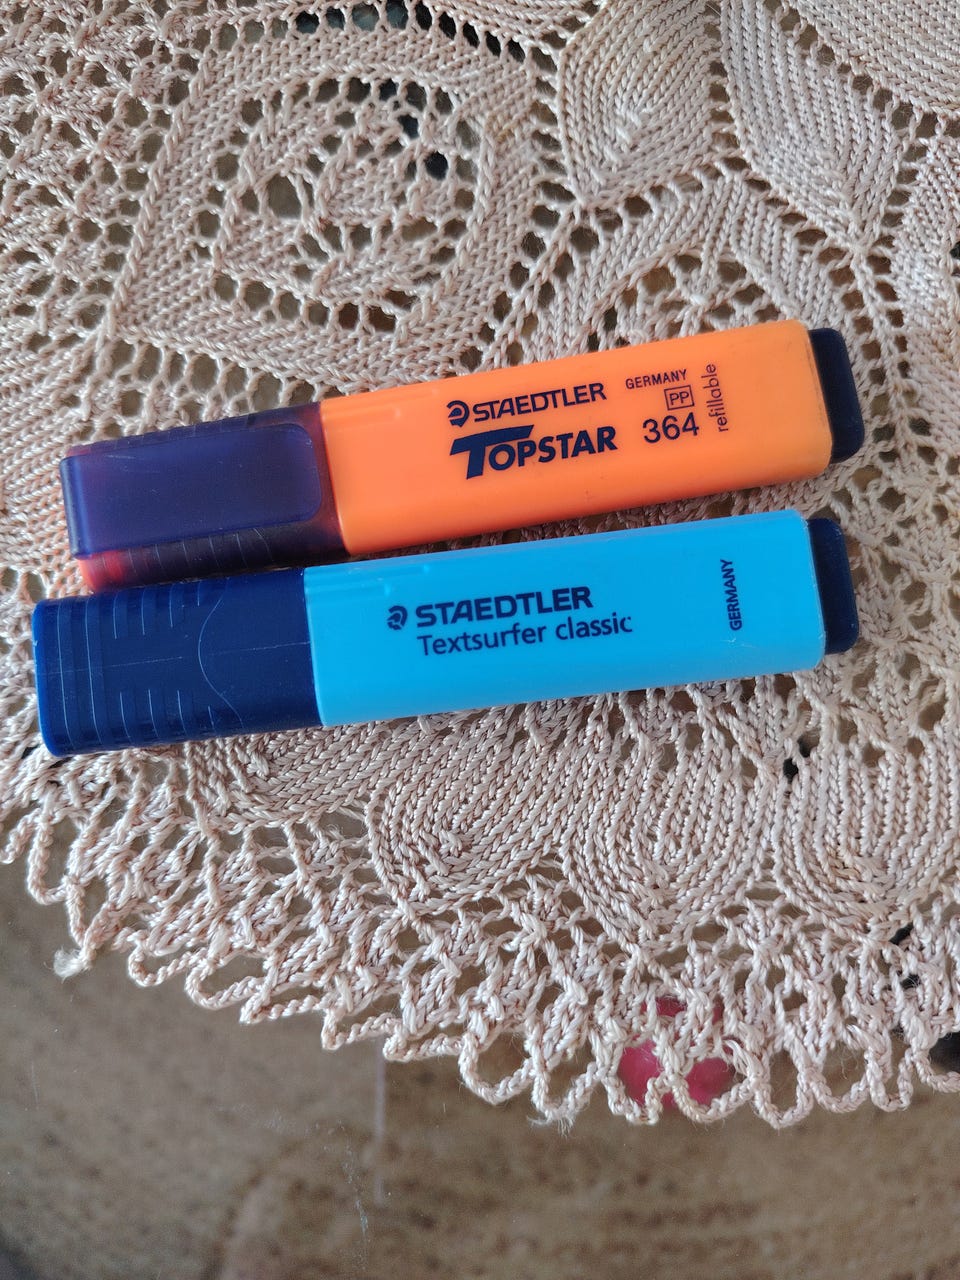 STAEDTLER
TOPSTAR
GERMANY
PP
364
refillable
STAEDTLER
Textsurfer classic
GERMANY